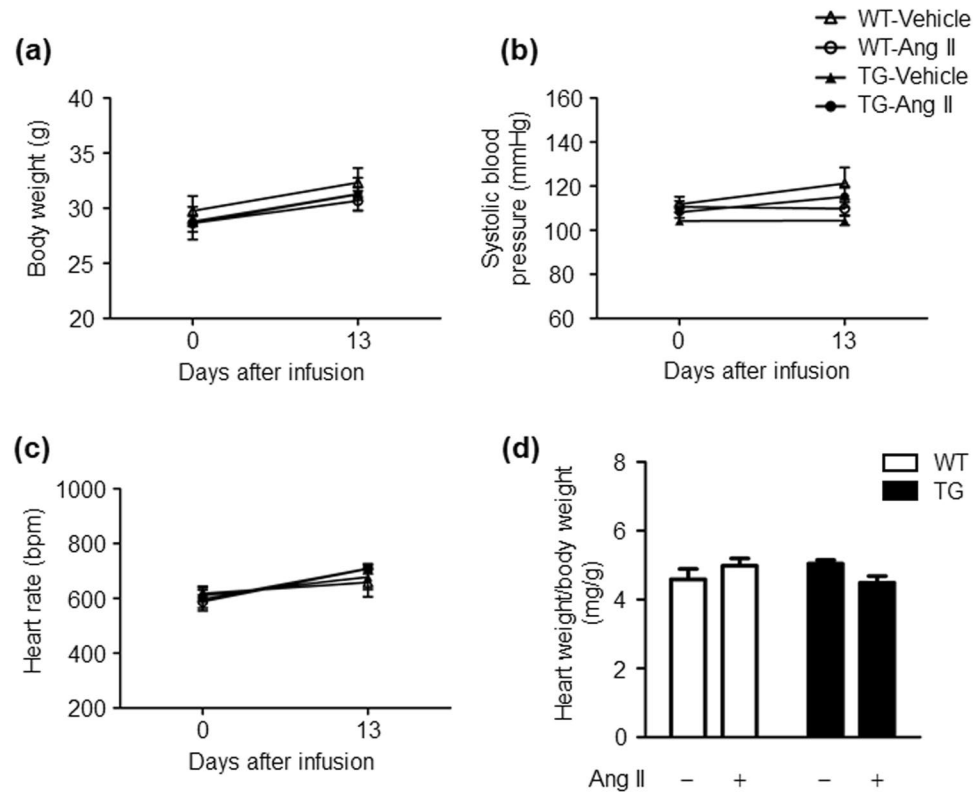 (a)
Body weight (g)
40
35
30
25
20
0
13
Days after infusion
(b)
WT-Vehicle
WT-Ang II
TG-Vehicle
TG-Ang II
Systolic blood
pressure (mmHg)
160
140
120
100
80
60
0
13
Days after infusion
(c)
Heart rate (bpm)
1000
800
600
400
200
0
13
Days after infusion
(d)
WT
TG
Heart weight/body weight
(mg/g)
8
6
4
2
0
Ang II − + − +